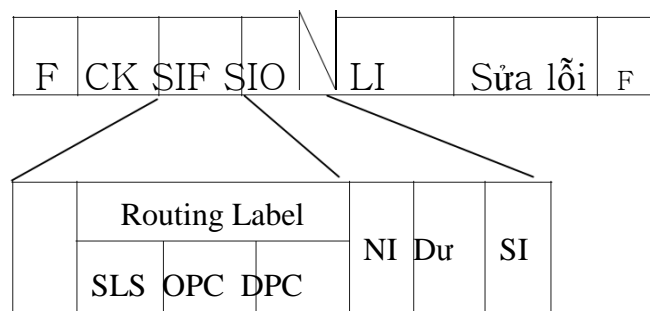 F CK SIF SIO LI Sửa lỗi F
Routing Label
NI Dư SI
SLS OPC DPC